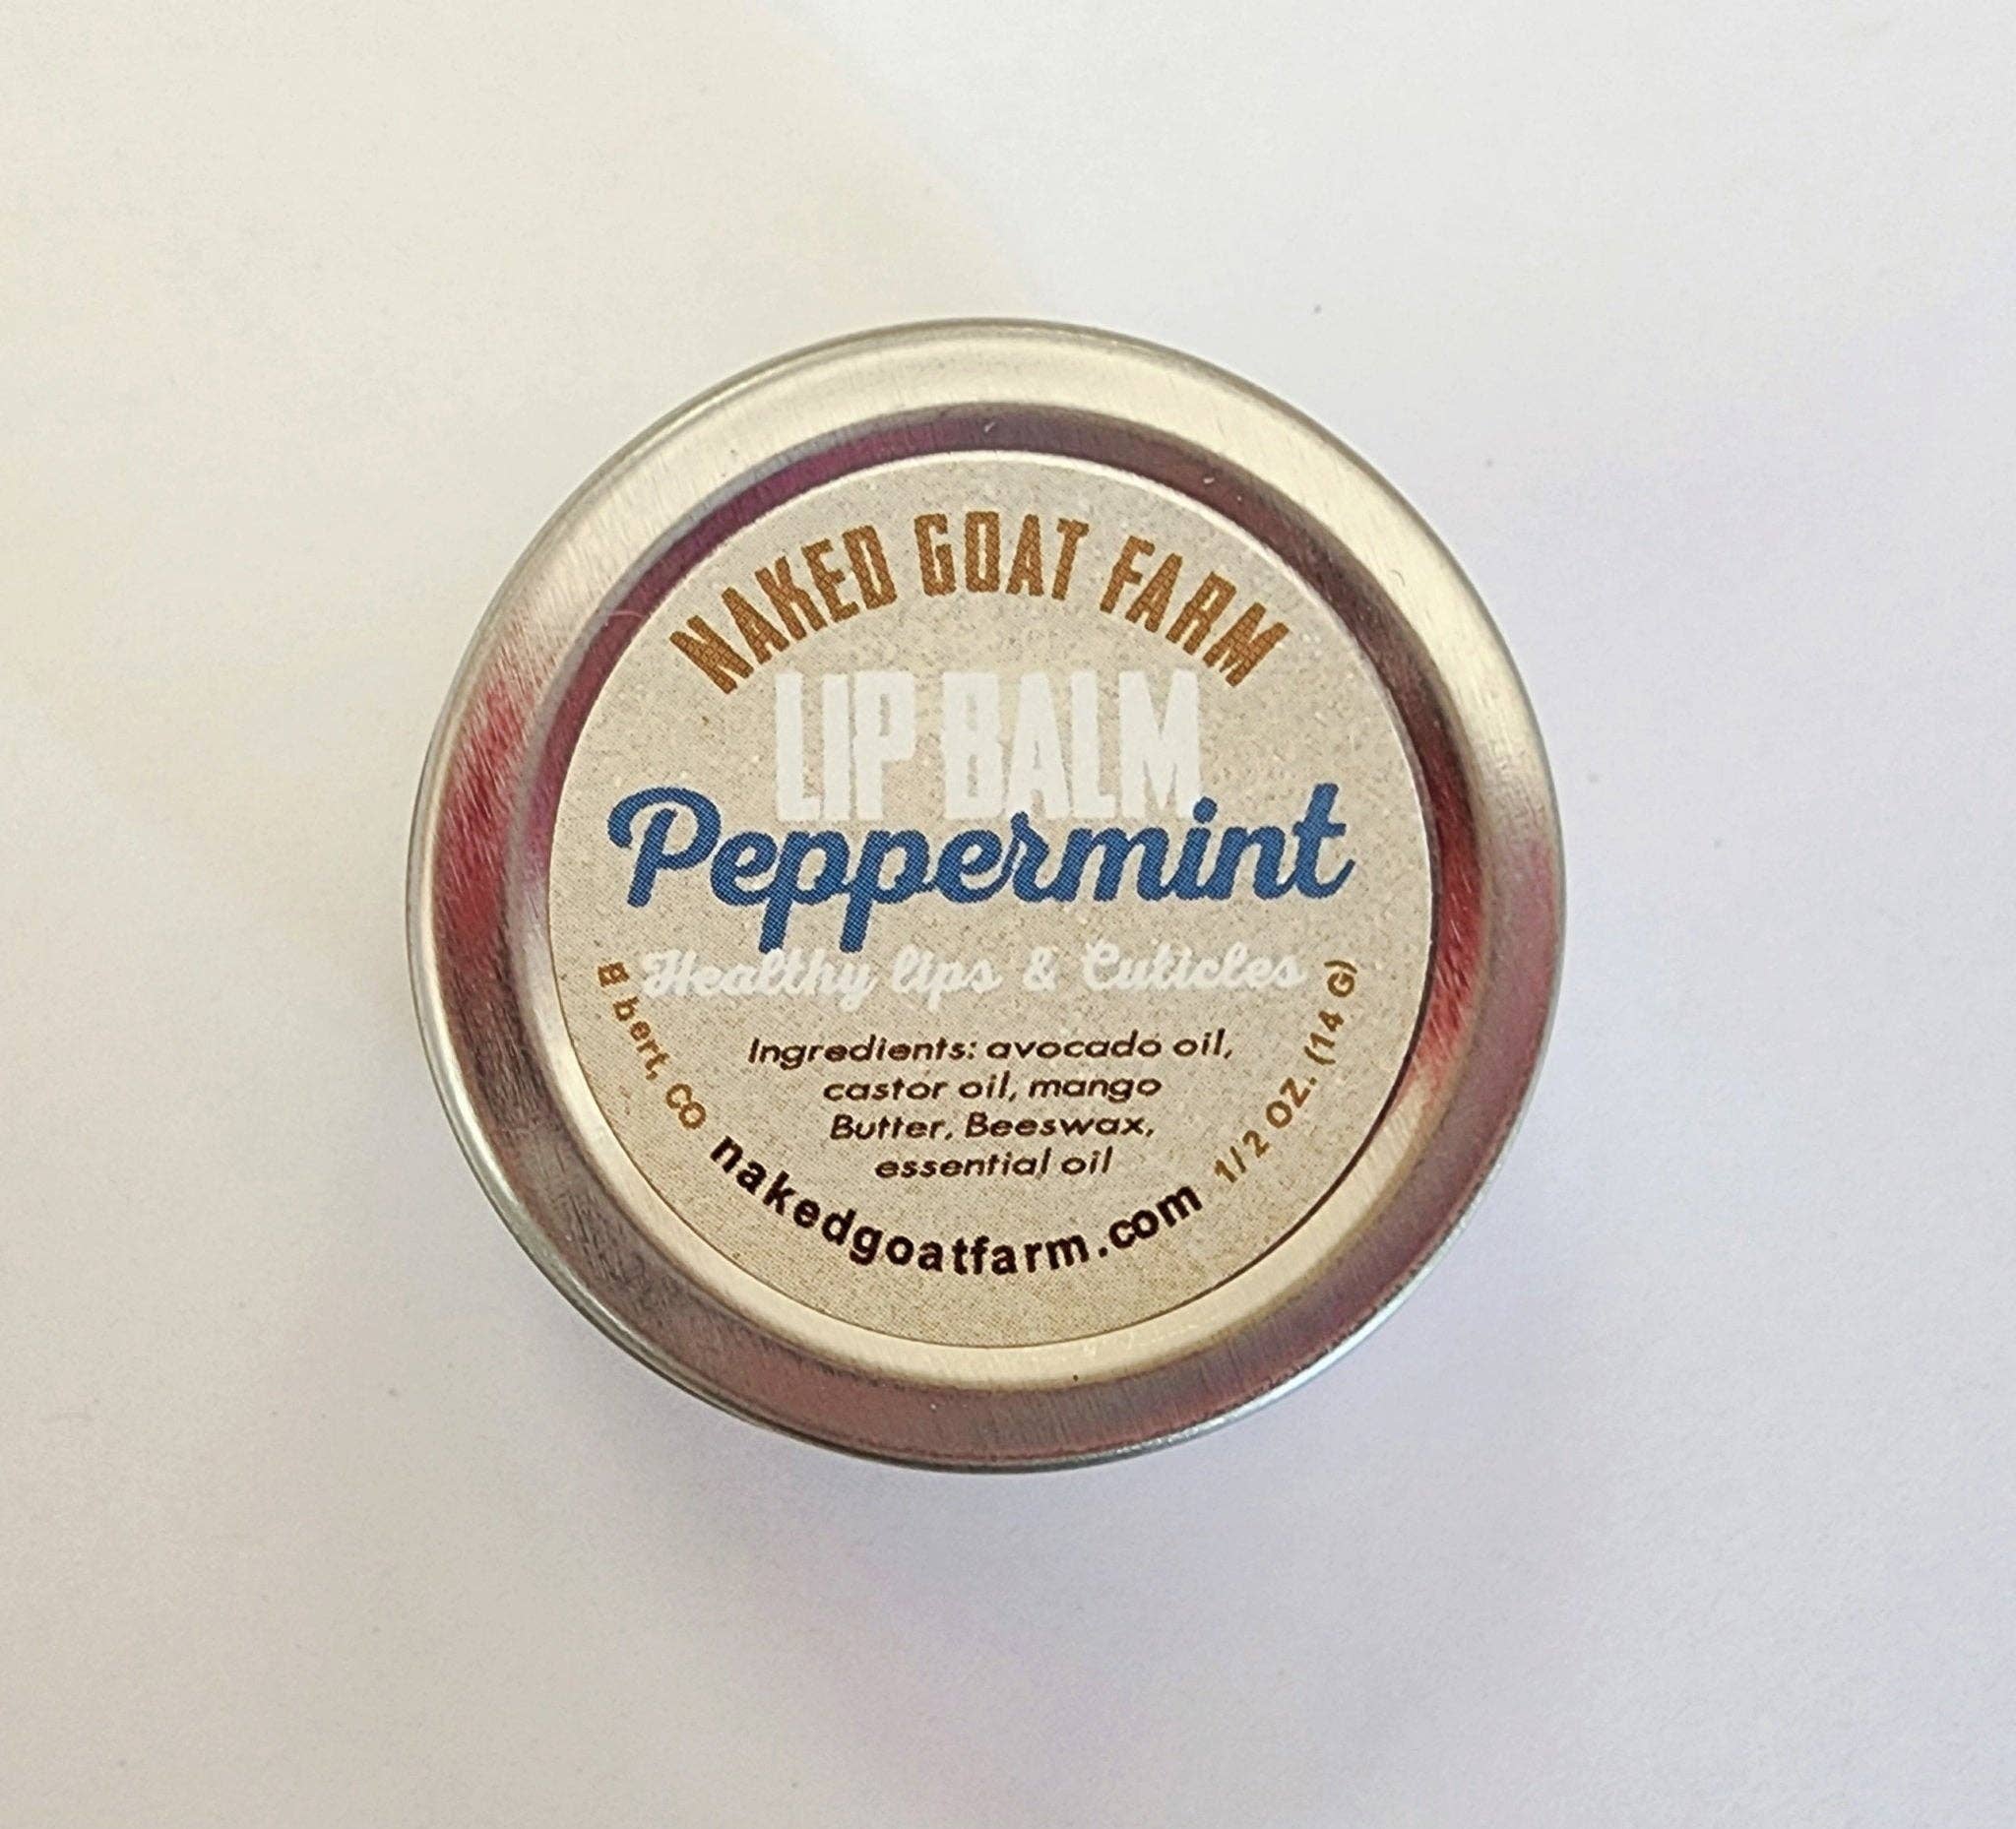 NAKED GOAT FARM
LIP BALM
Peppermint
Healthy lips & Cuticles
Ingredients: avocado oil,
castor oil, mango
Butter, Beeswax,
essential oil
Elbert, CO
nakedgoatfarm.com
1/2 OZ. (14 G)